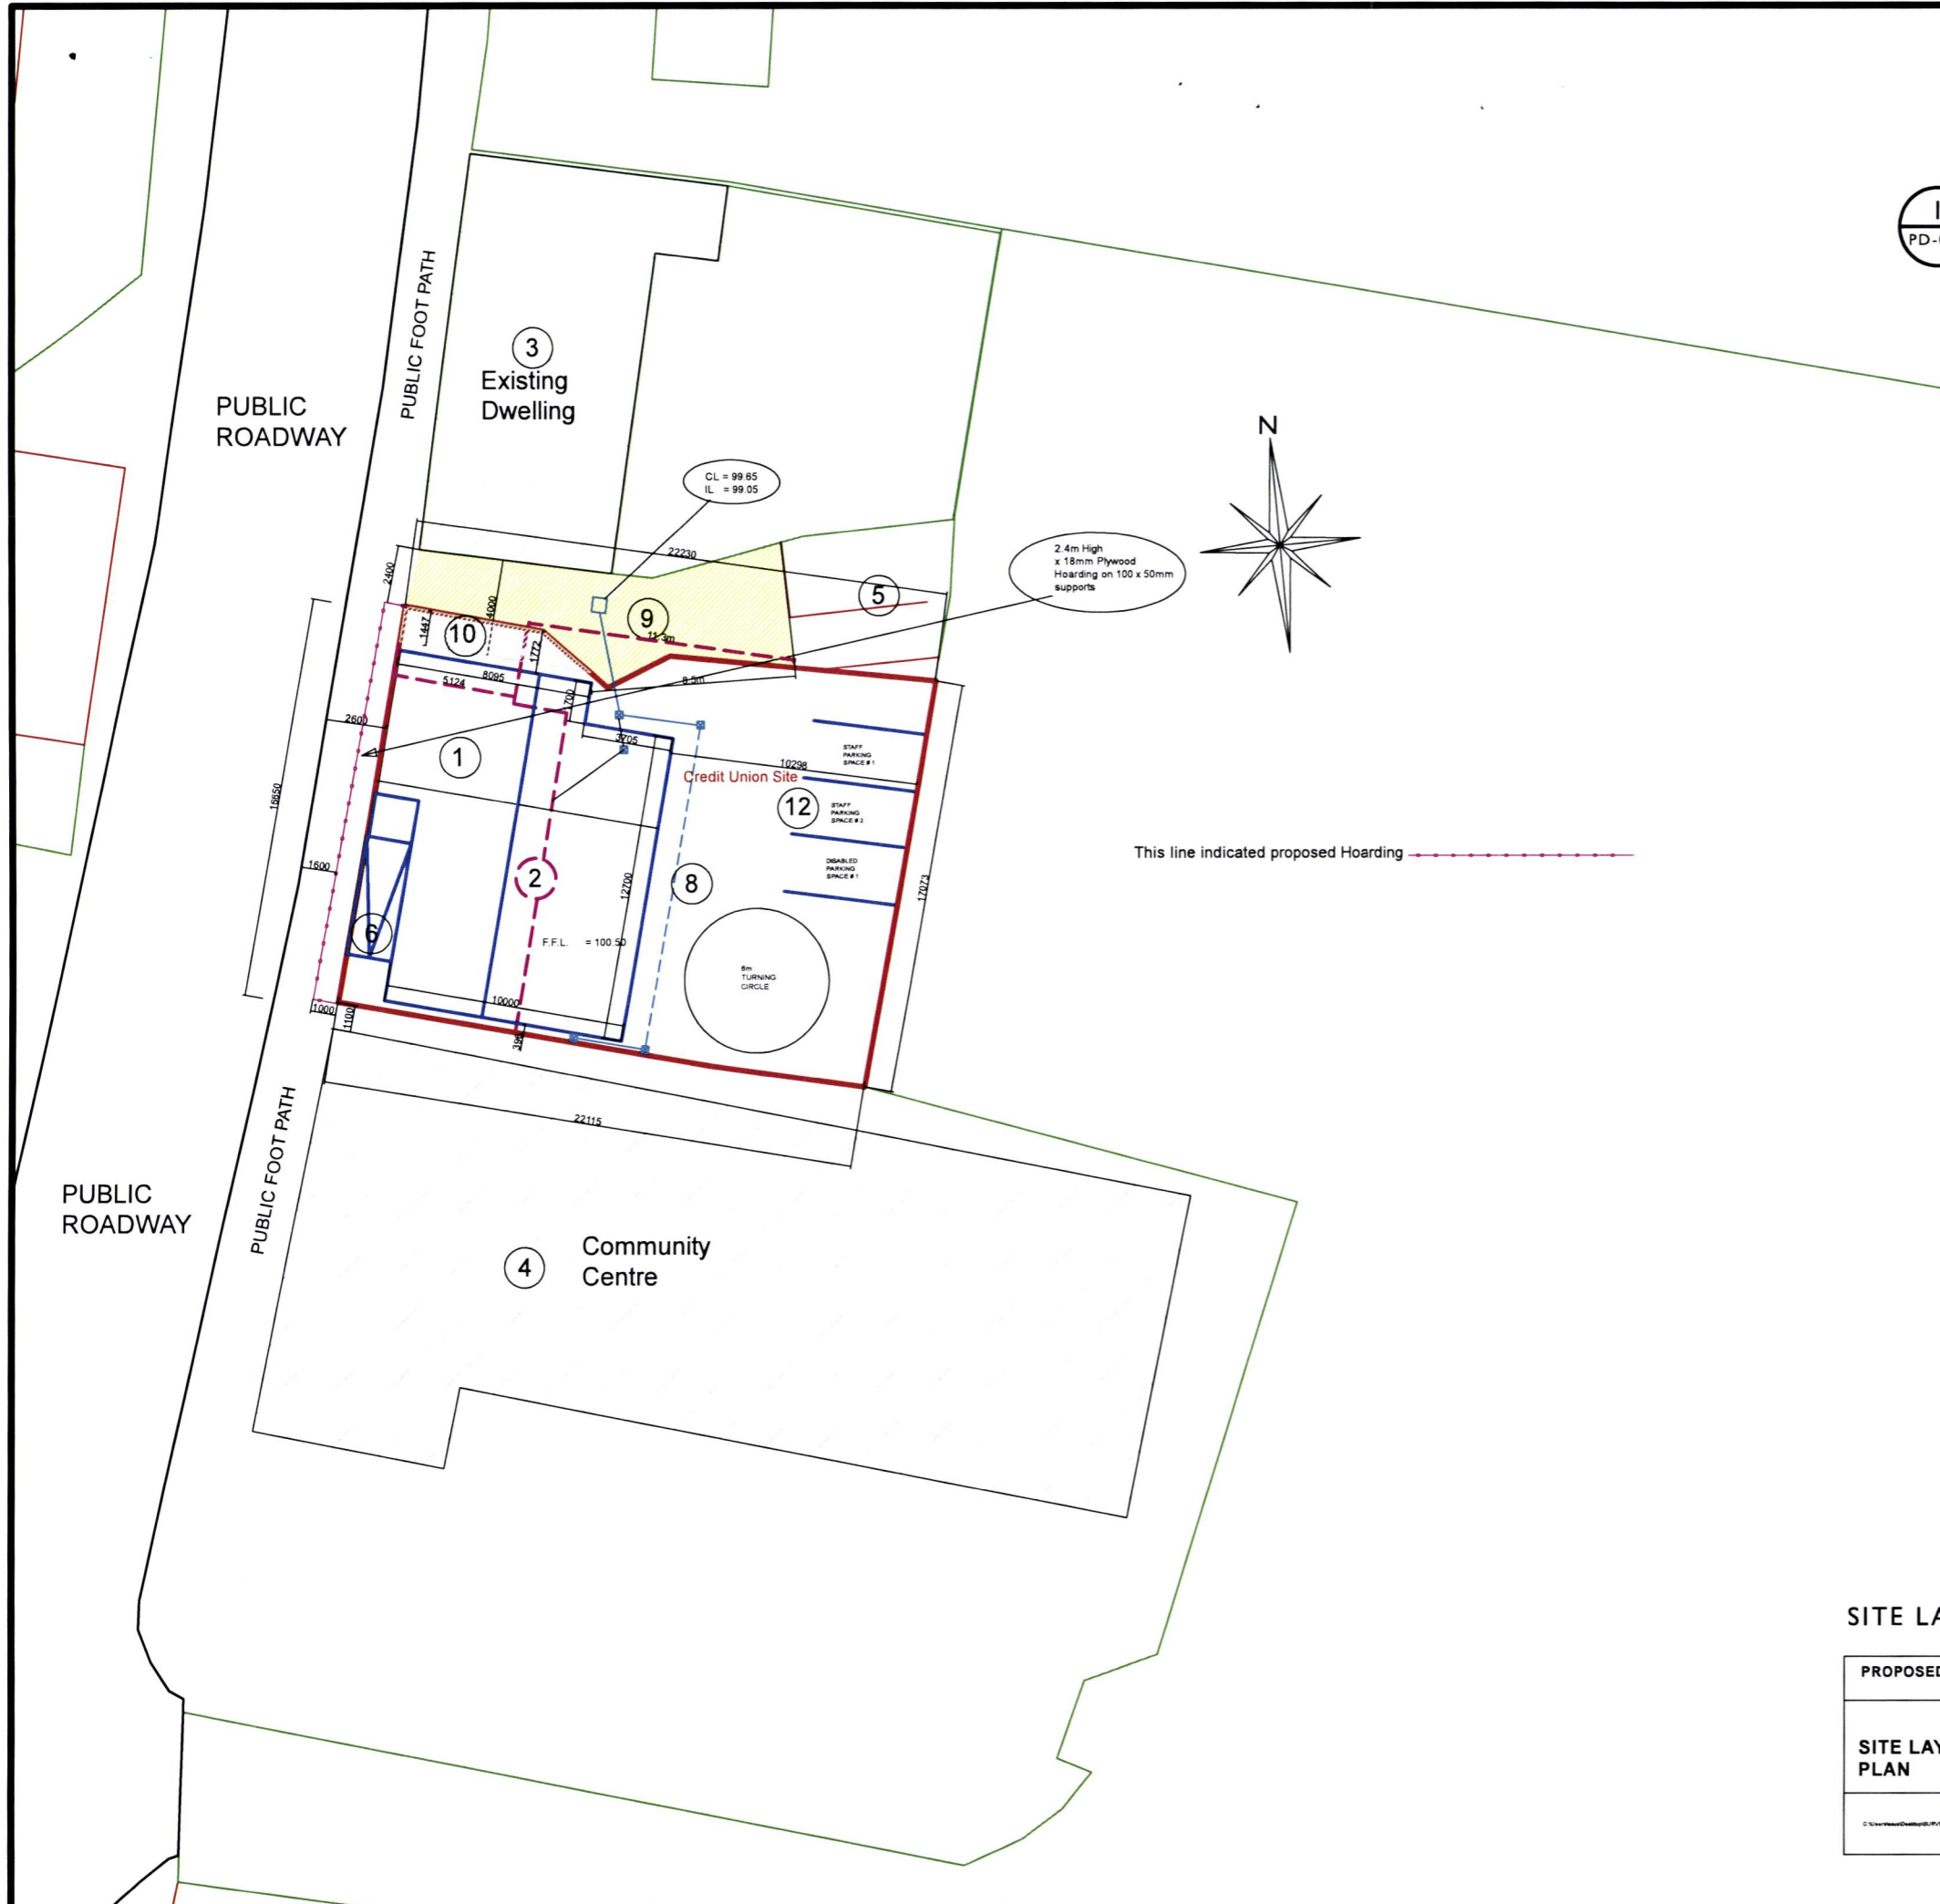 I
PD-
PUBLIC FOOT PATH
3
Existing
Dwelling
PUBLIC
ROADWAY
N
CL = 99.65
IL = 99.05
22230
2.4m High
x 18mm Plywood
Hoarding on 100 x 50mm
supports
2400
4000
5
9
1447
10
11.3m
1772
8095
5124
8.5m
1700
2600
3705
1
STAFF
PARKING
SPACE # 1
10298
Credit Union Site
12
STAFF
PARKING
SPACE # 2
16650
This line indicated proposed Hoarding
1600
DISABLED
PARKING
SPACE # 1
2
12700
8
17073
6
F.F.L. = 100.50
6m
TURNING
CIRCLE
10000
1000
1100
22115
PUBLIC FOOT PATH
PUBLIC
ROADWAY
4
Community
Centre
SITE LA
PROPOSED
SITE LAY
PLAN